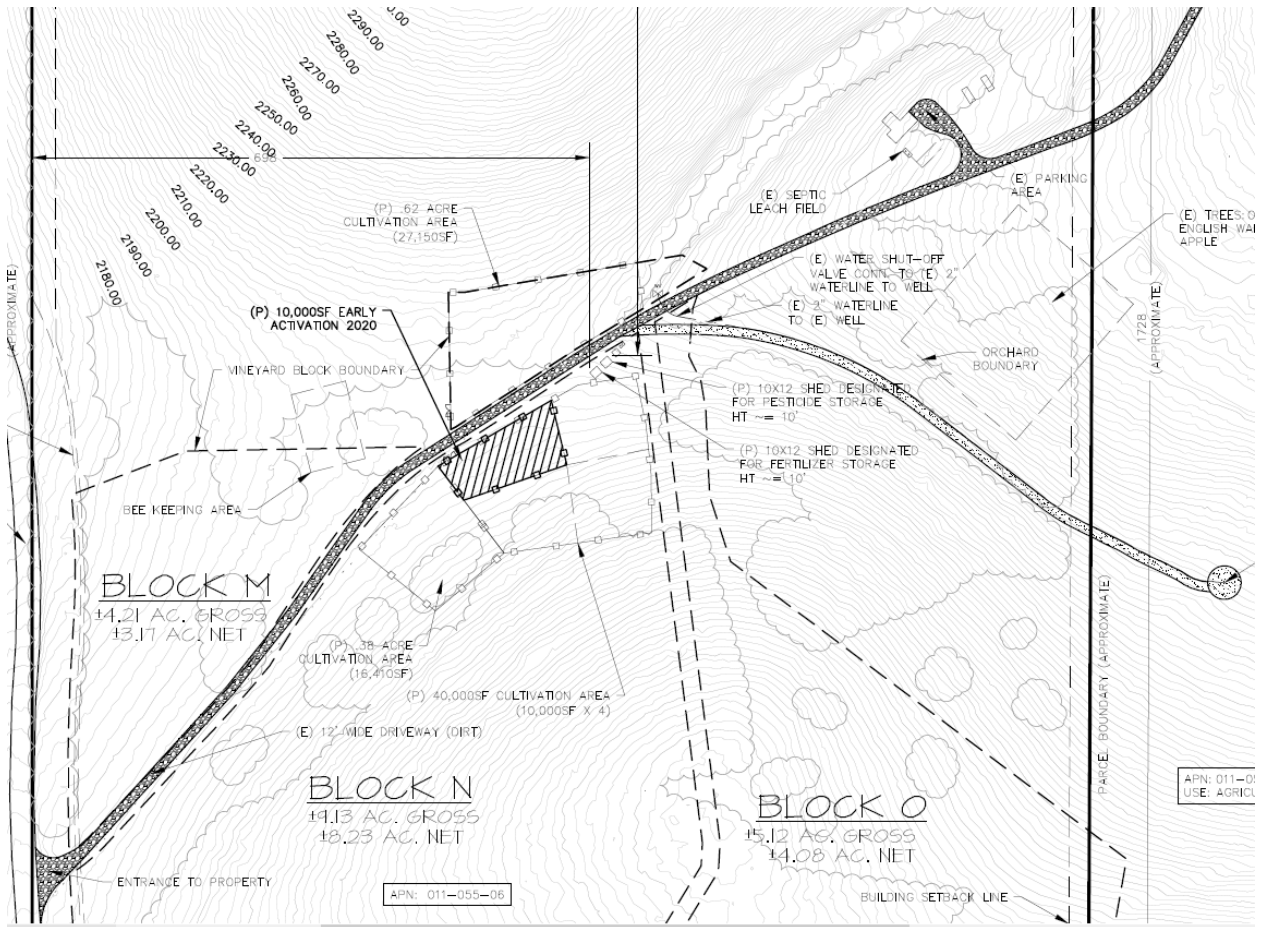 2290.00
2280.00
2270.00
2260.00
2250.00
2240.00
2230.00
2220.00
2210.00
2200.00
2190.00
2180.00
698
(P) .62 ACRE
CULTIVATION AREA
(27,150SF)
(P) 10,000SF EARLY
ACTIVATION 2020
VINEYARD BLOCK BOUNDARY
BEE KEEPING AREA
(APPROXIMATE)
(E) SEPTIC
LEACH FIELD
(E) PARKING
AREA
(E) TREES:
ENGLISH
APPLE
(E) WATER SHUT-OFF
VALVE CONN. TO (E) 2"
WATERLINE TO WELL
(E) 2" WATERLINE
TO (E) WELL
1728
(APPROXIMATE)
ORCHARD
BOUNDARY
(P) 10X12 SHED DESIGNATED
FOR PESTICIDE STORAGE
HT ~= 10'
(P) 10X12 SHED DESIGNATED
FOR FERTILIZER STORAGE
HT ~= 10'
BLOCK M
±4.21 AC. GROSS
±3.17 AC. NET
(P) .38 ACRE
CULTIVATION AREA
(16,410SF)
(P) 40,000SF CULTIVATION AREA
(10,000SF X 4)
(E) 12' WIDE DRIVEWAY (DIRT)
BLOCK N
±9.13 AC. GROSS
±8.23 AC. NET
BLOCK O
±5.12 AC. GROSS
±4.08 AC. NET
PARCEL BOUNDARY (APPROXIMATE)
APN: 011-05
USE: AGRICU
ENTRANCE TO PROPERTY
APN: 011-055-06
BUILDING SETBACK LINE